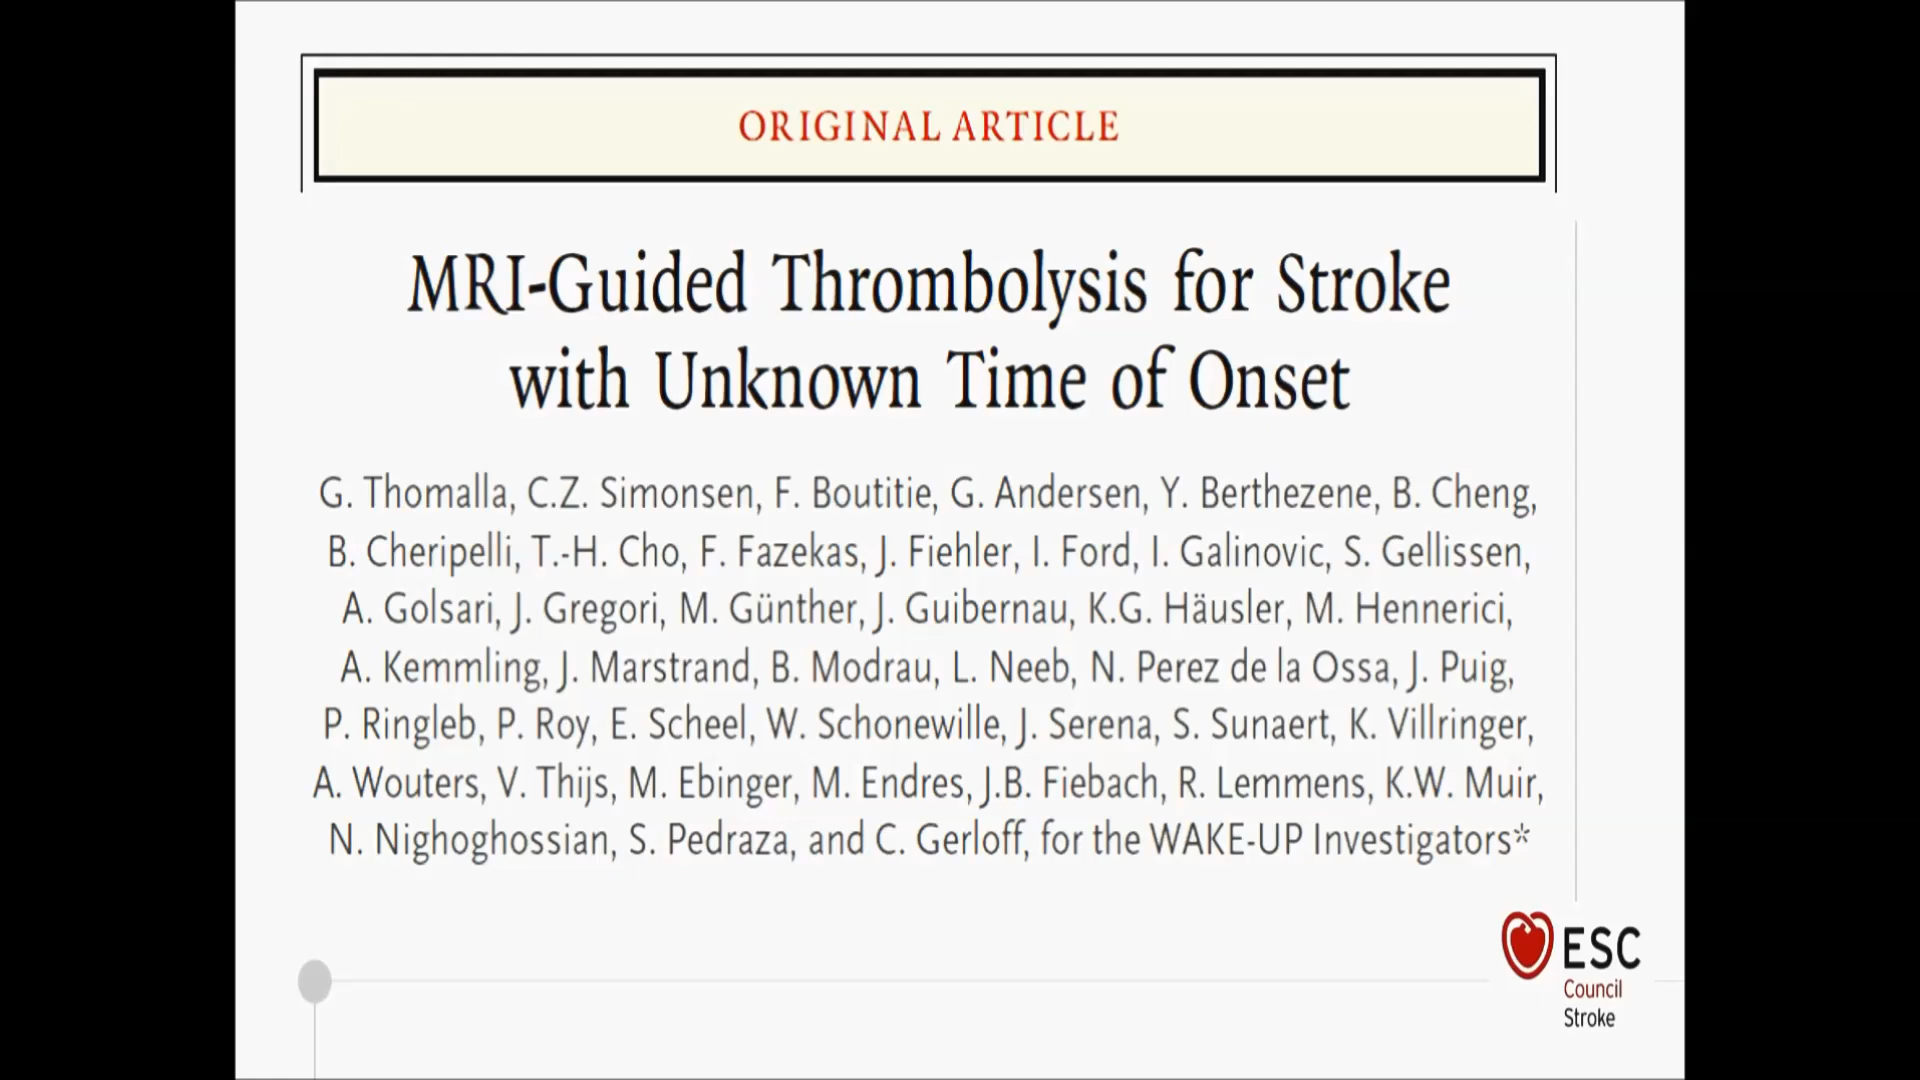 ORIGINAL ARTICLE
MRI-Guided Thrombolysis for Stroke
with Unknown Time of Onset
G. Thomalla, C.Z. Simonsen, F. Boutitie, G. Andersen, Y. Berthezene, B. Cheng,
B. Cheripelli, T.-H. Cho, F. Fazekas, J. Fiehler, I. Ford, I. Galinovic, S. Gellissen,
A. Golsari, J. Gregori, M. Günther, J. Guibernau, K.G. Häusler, M. Hennerici,
A. Kemmling, J. Marstrand, B. Modrau, L. Neeb, N. Perez de la Ossa, J. Puig,
P. Ringleb, P. Roy, E. Scheel, W. Schonewille, J. Serena, S. Sunaert, K. Villringer,
A. Wouters, V. Thijs, M. Ebinger, M. Endres, J.B. Fiebach, R. Lemmens, K.W. Muir,
N. Nighoghossian, S. Pedraza, and C. Gerloff, for the WAKE-UP Investigators*
ESC
Council
Stroke